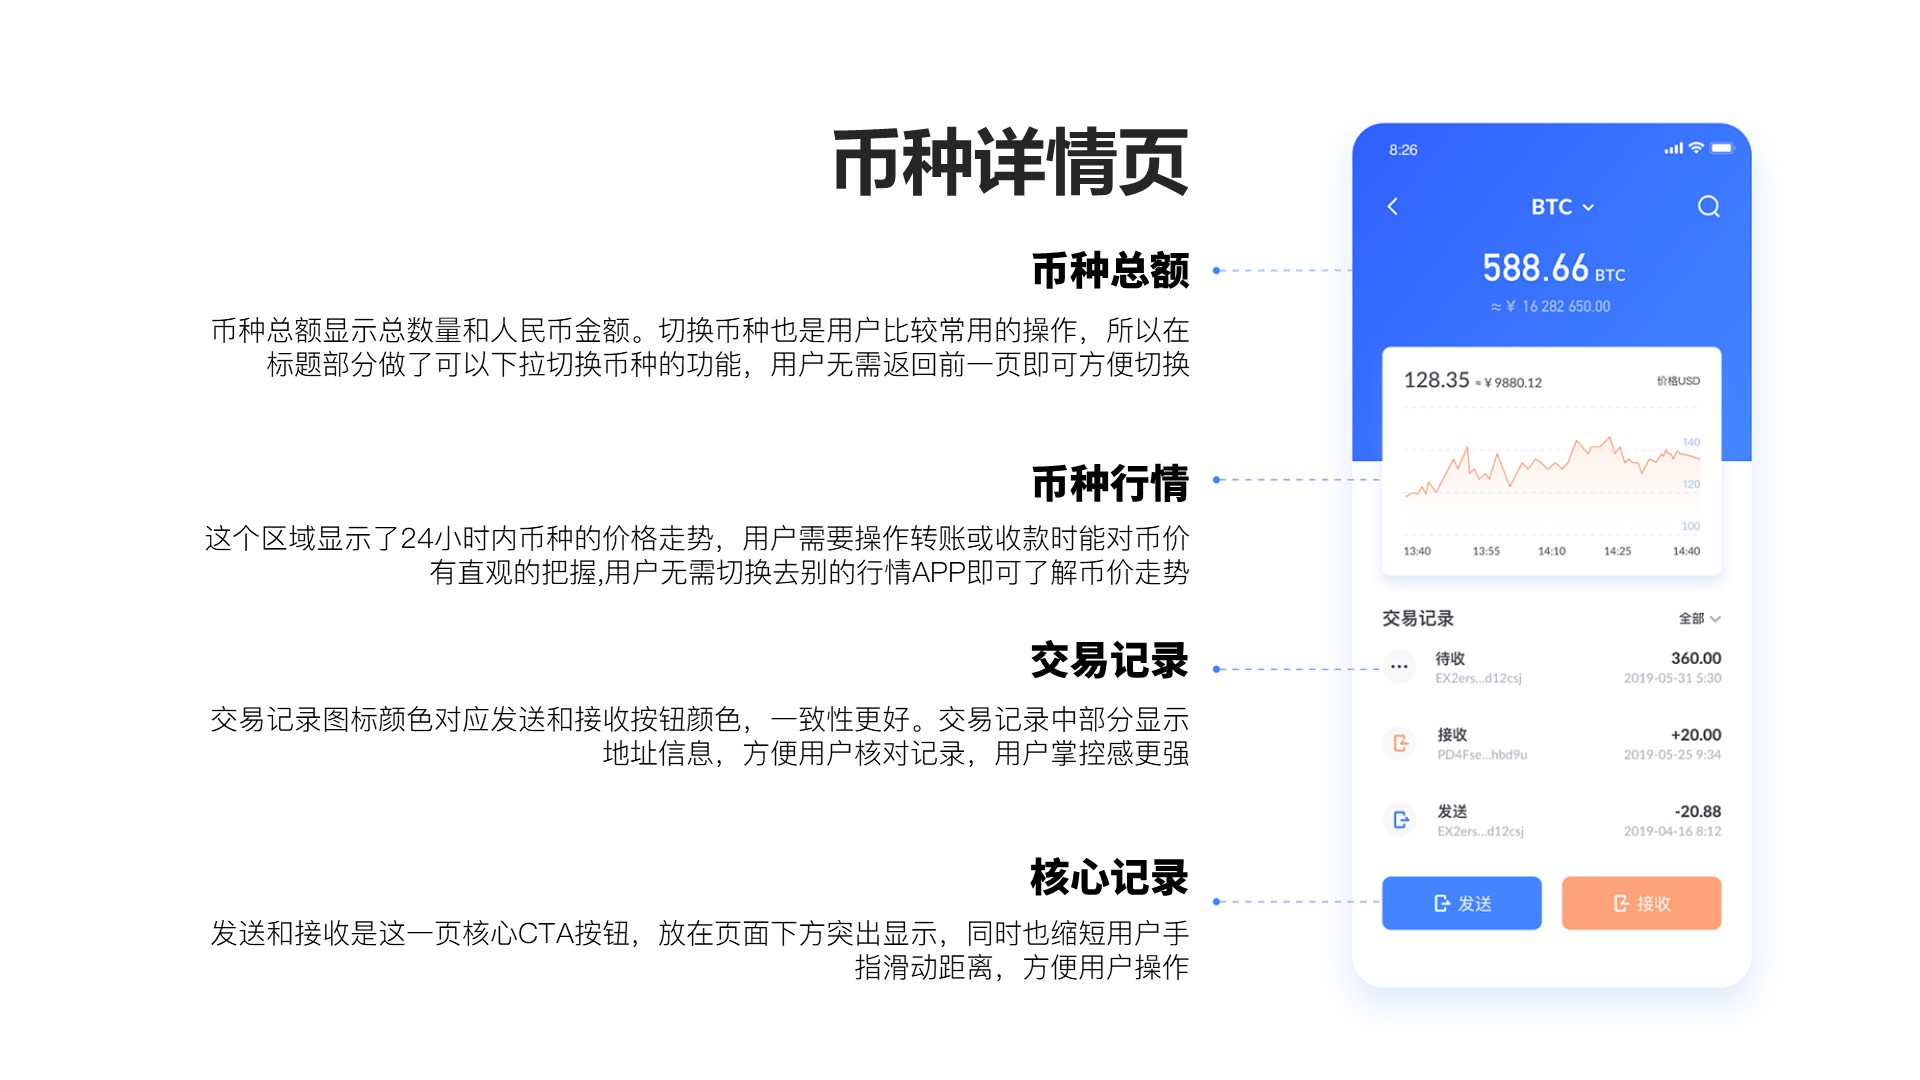 币种详情页
币种总额
币种总额显示总数量和人民币金额。切换币种也是用户比较常用的操作，所以在
标题部分做了可以下拉切换币种的功能，用户无需返回前一页即可方便切换
币种行情
这个区域显示了24小时内币种的价格走势，用户需要操作转账或收款时能对币价
有直观的把握,用户无需切换去别的行情APP即可了解币价走势
交易记录
交易记录图标颜色对应发送和接收按钮颜色，一致性更好。交易记录中部分显示
地址信息，方便用户核对记录，用户掌控感更强
核心记录
发送和接收是这一页核心CTA按钮，放在页面下方突出显示，同时也缩短用户手
指滑动距离，方便用户操作
8:26
BTC
588.66 BTC
≈ ¥ 16 282 650.00
128.35 ≈ ¥ 9880.12 价格USD
140
120
100
13:40 13:55 14:10 14:25 14:40
交易记录 全部
待收 360.00
EX2ers...d12csj 2019-05-31 5:30
接收 +20.00
PD4Fse...hbd9u 2019-05-25 9:34
发送 -20.88
EX2ers...d12csj 2019-04-16 8:12
发送 接收